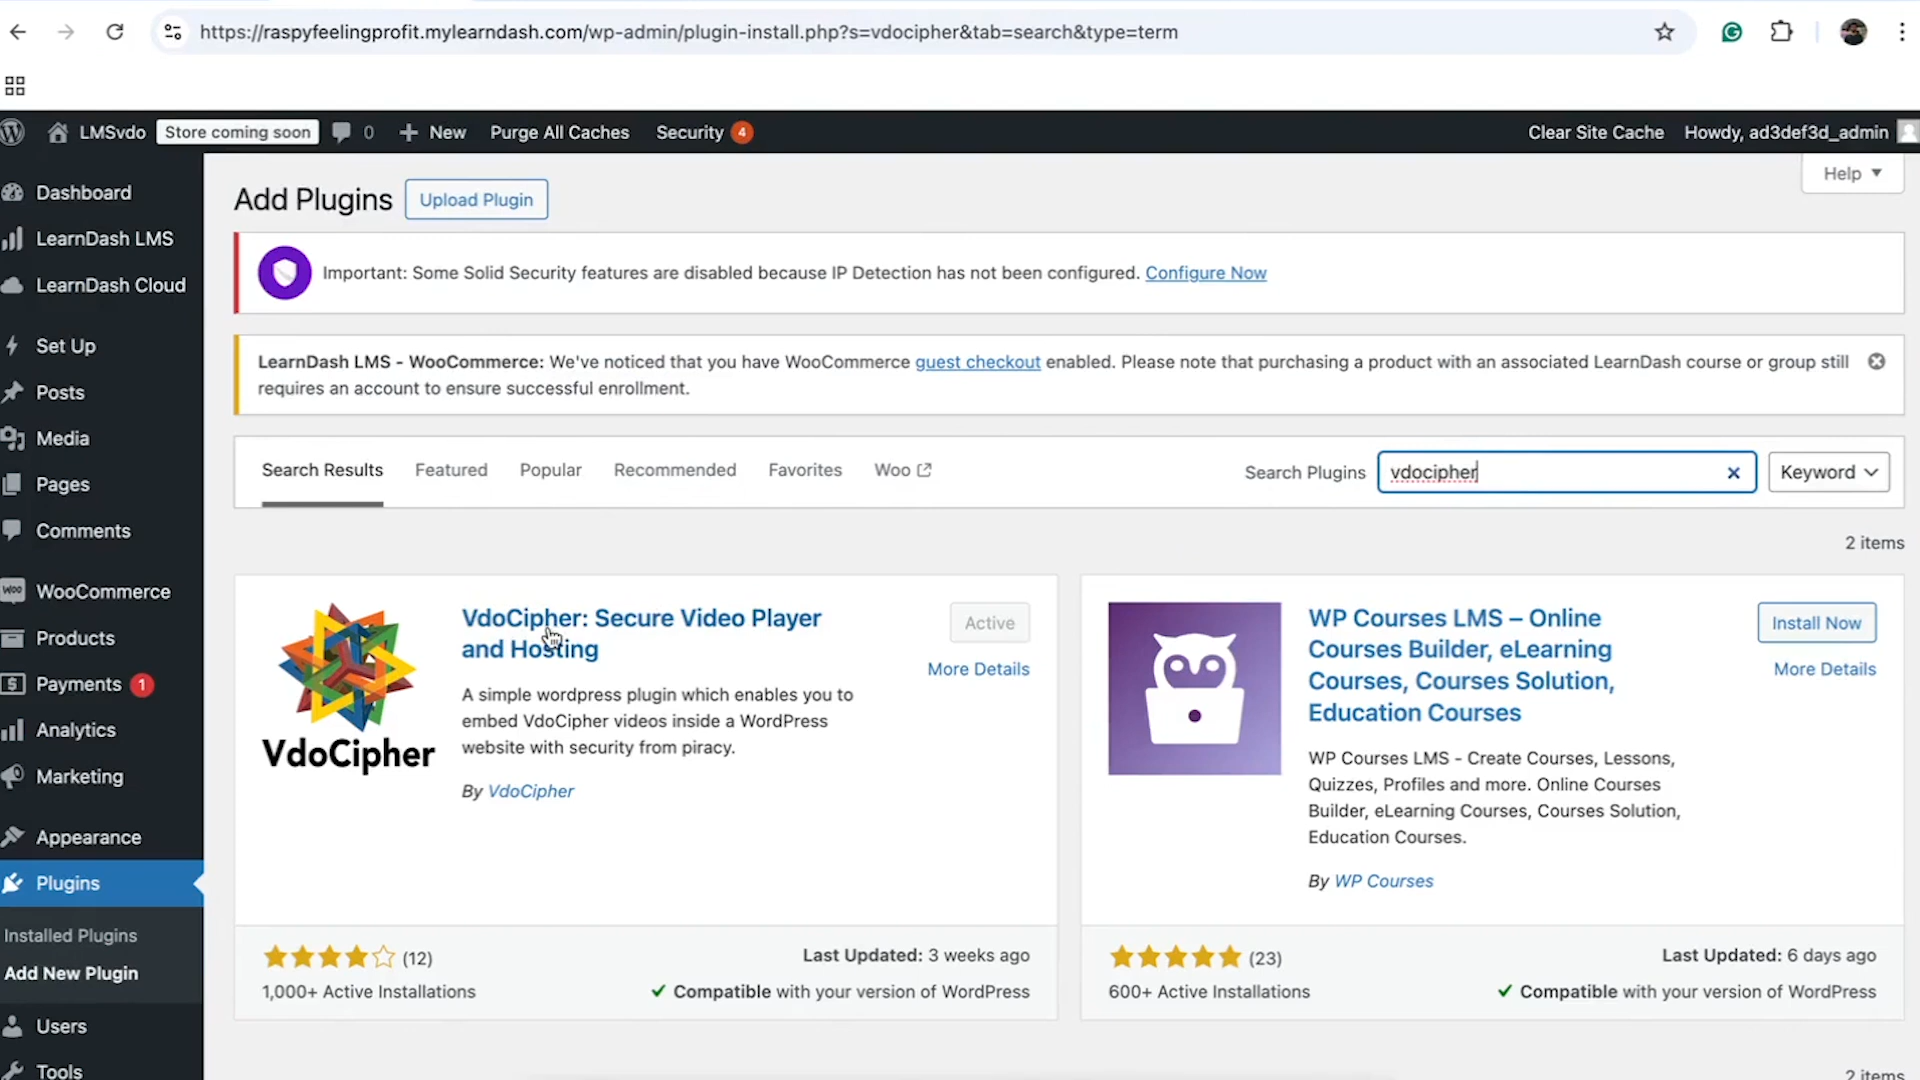 https://raspyfeelingprofit.mylearndash.com/wp-admin/plugin-install.php?s=vdocipher&tab=search&type=term
LMSvdo Store coming soon 0 New Purge All Caches Security 4 Clear Site Cache Howdy, ad3def3d_admin
Help
Dashboard
LearnDash LMS
LearnDash Cloud
Set Up
Posts
Media
Pages
Comments
WooCommerce
Products
Payments 1
Analytics
Marketing
Appearance
Plugins
Installed Plugins
Add New Plugin
Users
Tools
Add Plugins Upload Plugin
Important: Some Solid Security features are disabled because IP Detection has not been configured. Configure Now
LearnDash LMS - WooCommerce: We've noticed that you have WooCommerce guest checkout enabled. Please note that purchasing a product with an associated LearnDash course or group still
requires an account to ensure successful enrollment.
Search Results Featured Popular Recommended Favorites Woo Search Plugins vdocipher Keyword
2 items
VdoCipher
VdoCipher: Secure Video Player
and Hosting
Active
More Details
A simple wordpress plugin which enables you to
embed VdoCipher videos inside a WordPress
website with security from piracy.
By VdoCipher
(12)
Last Updated: 3 weeks ago
1,000+ Active Installations
Compatible with your version of WordPress
WP Courses LMS – Online
Courses Builder, eLearning
Courses, Courses Solution,
Education Courses
Install Now
More Details
WP Courses LMS - Create Courses, Lessons,
Quizzes, Profiles and more. Online Courses
Builder, eLearning Courses, Courses Solution,
Education Courses.
By WP Courses
(23)
Last Updated: 6 days ago
600+ Active Installations
Compatible with your version of WordPress
2 items